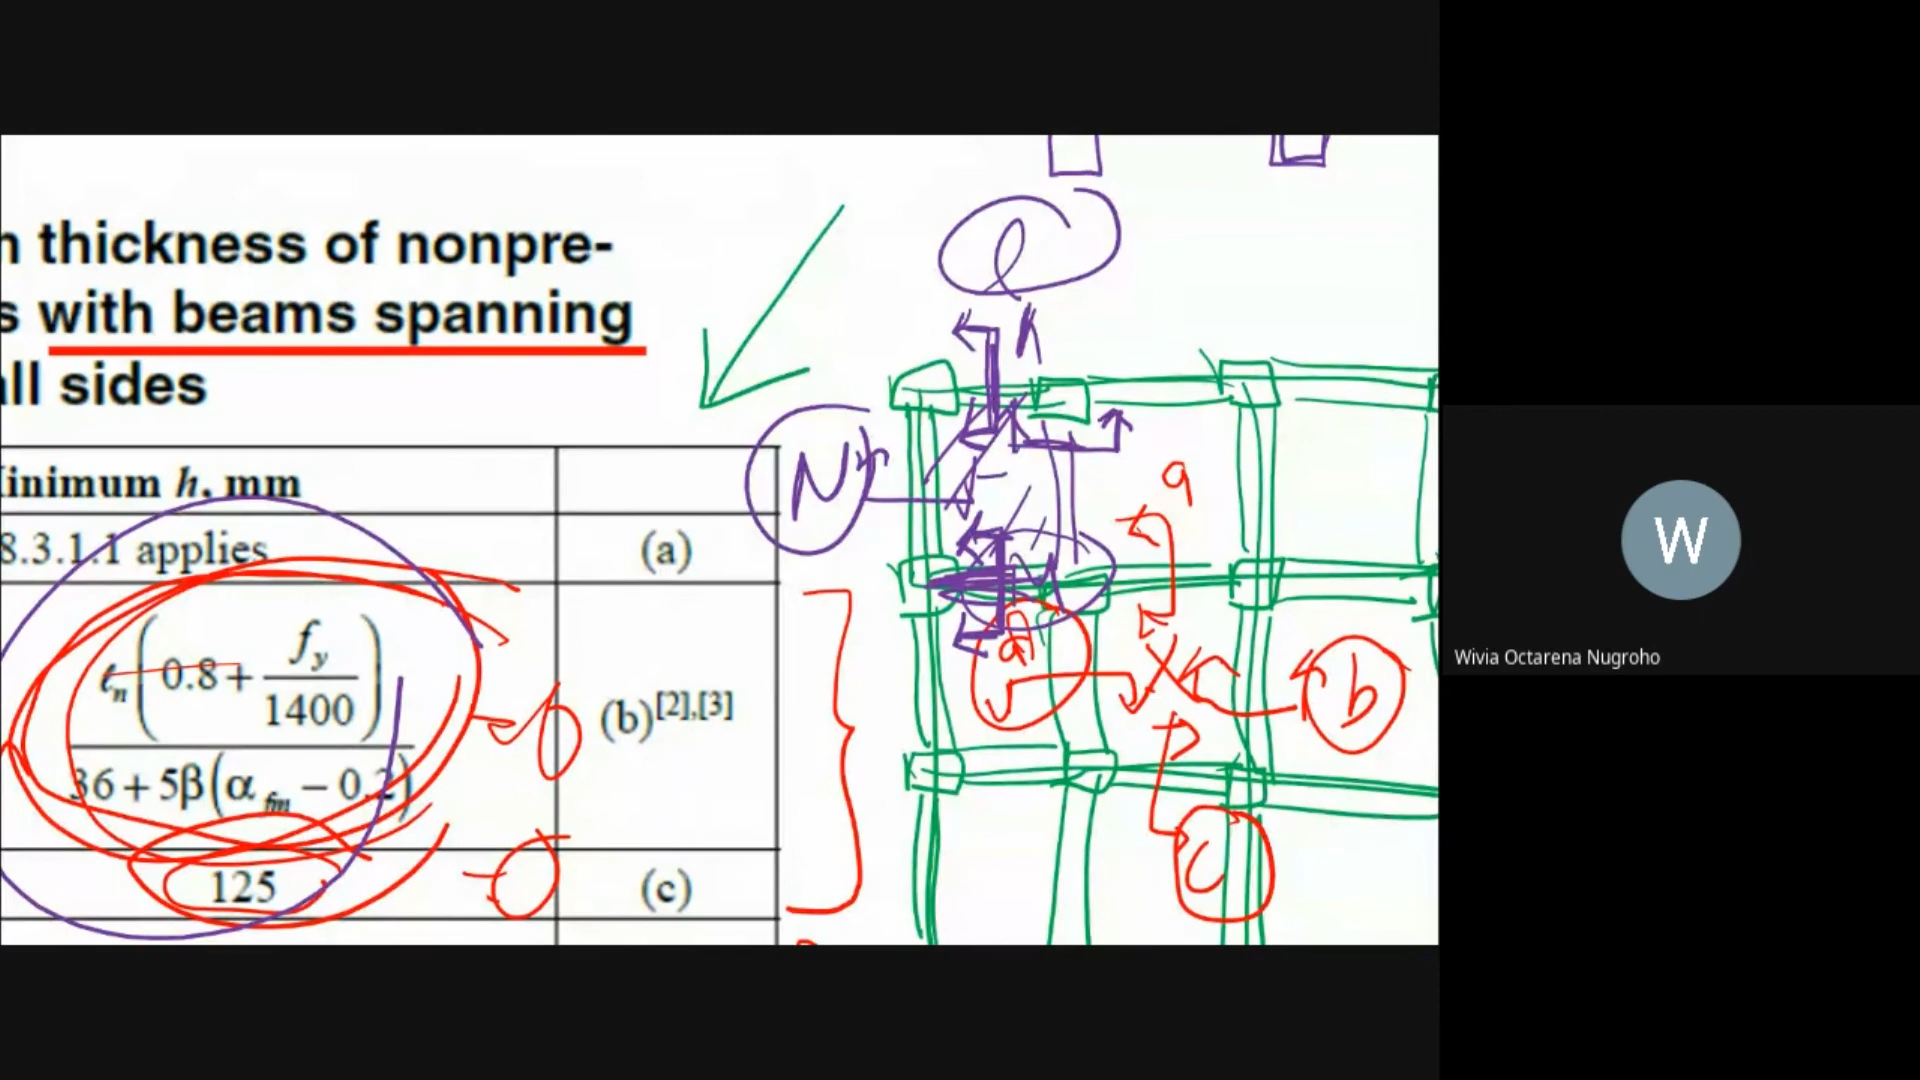 n thickness of nonpre-
s with beams spanning
all sides
inimum h, mm
8.3.1.1 applies (a)
ℓn(0.8 + fy/1400)
36 + 5β(αfm − 0.2)
(b)[2],[3]
125 (c)
b
N
l
a
a
b
c
W
Wivia Octarena Nugroho